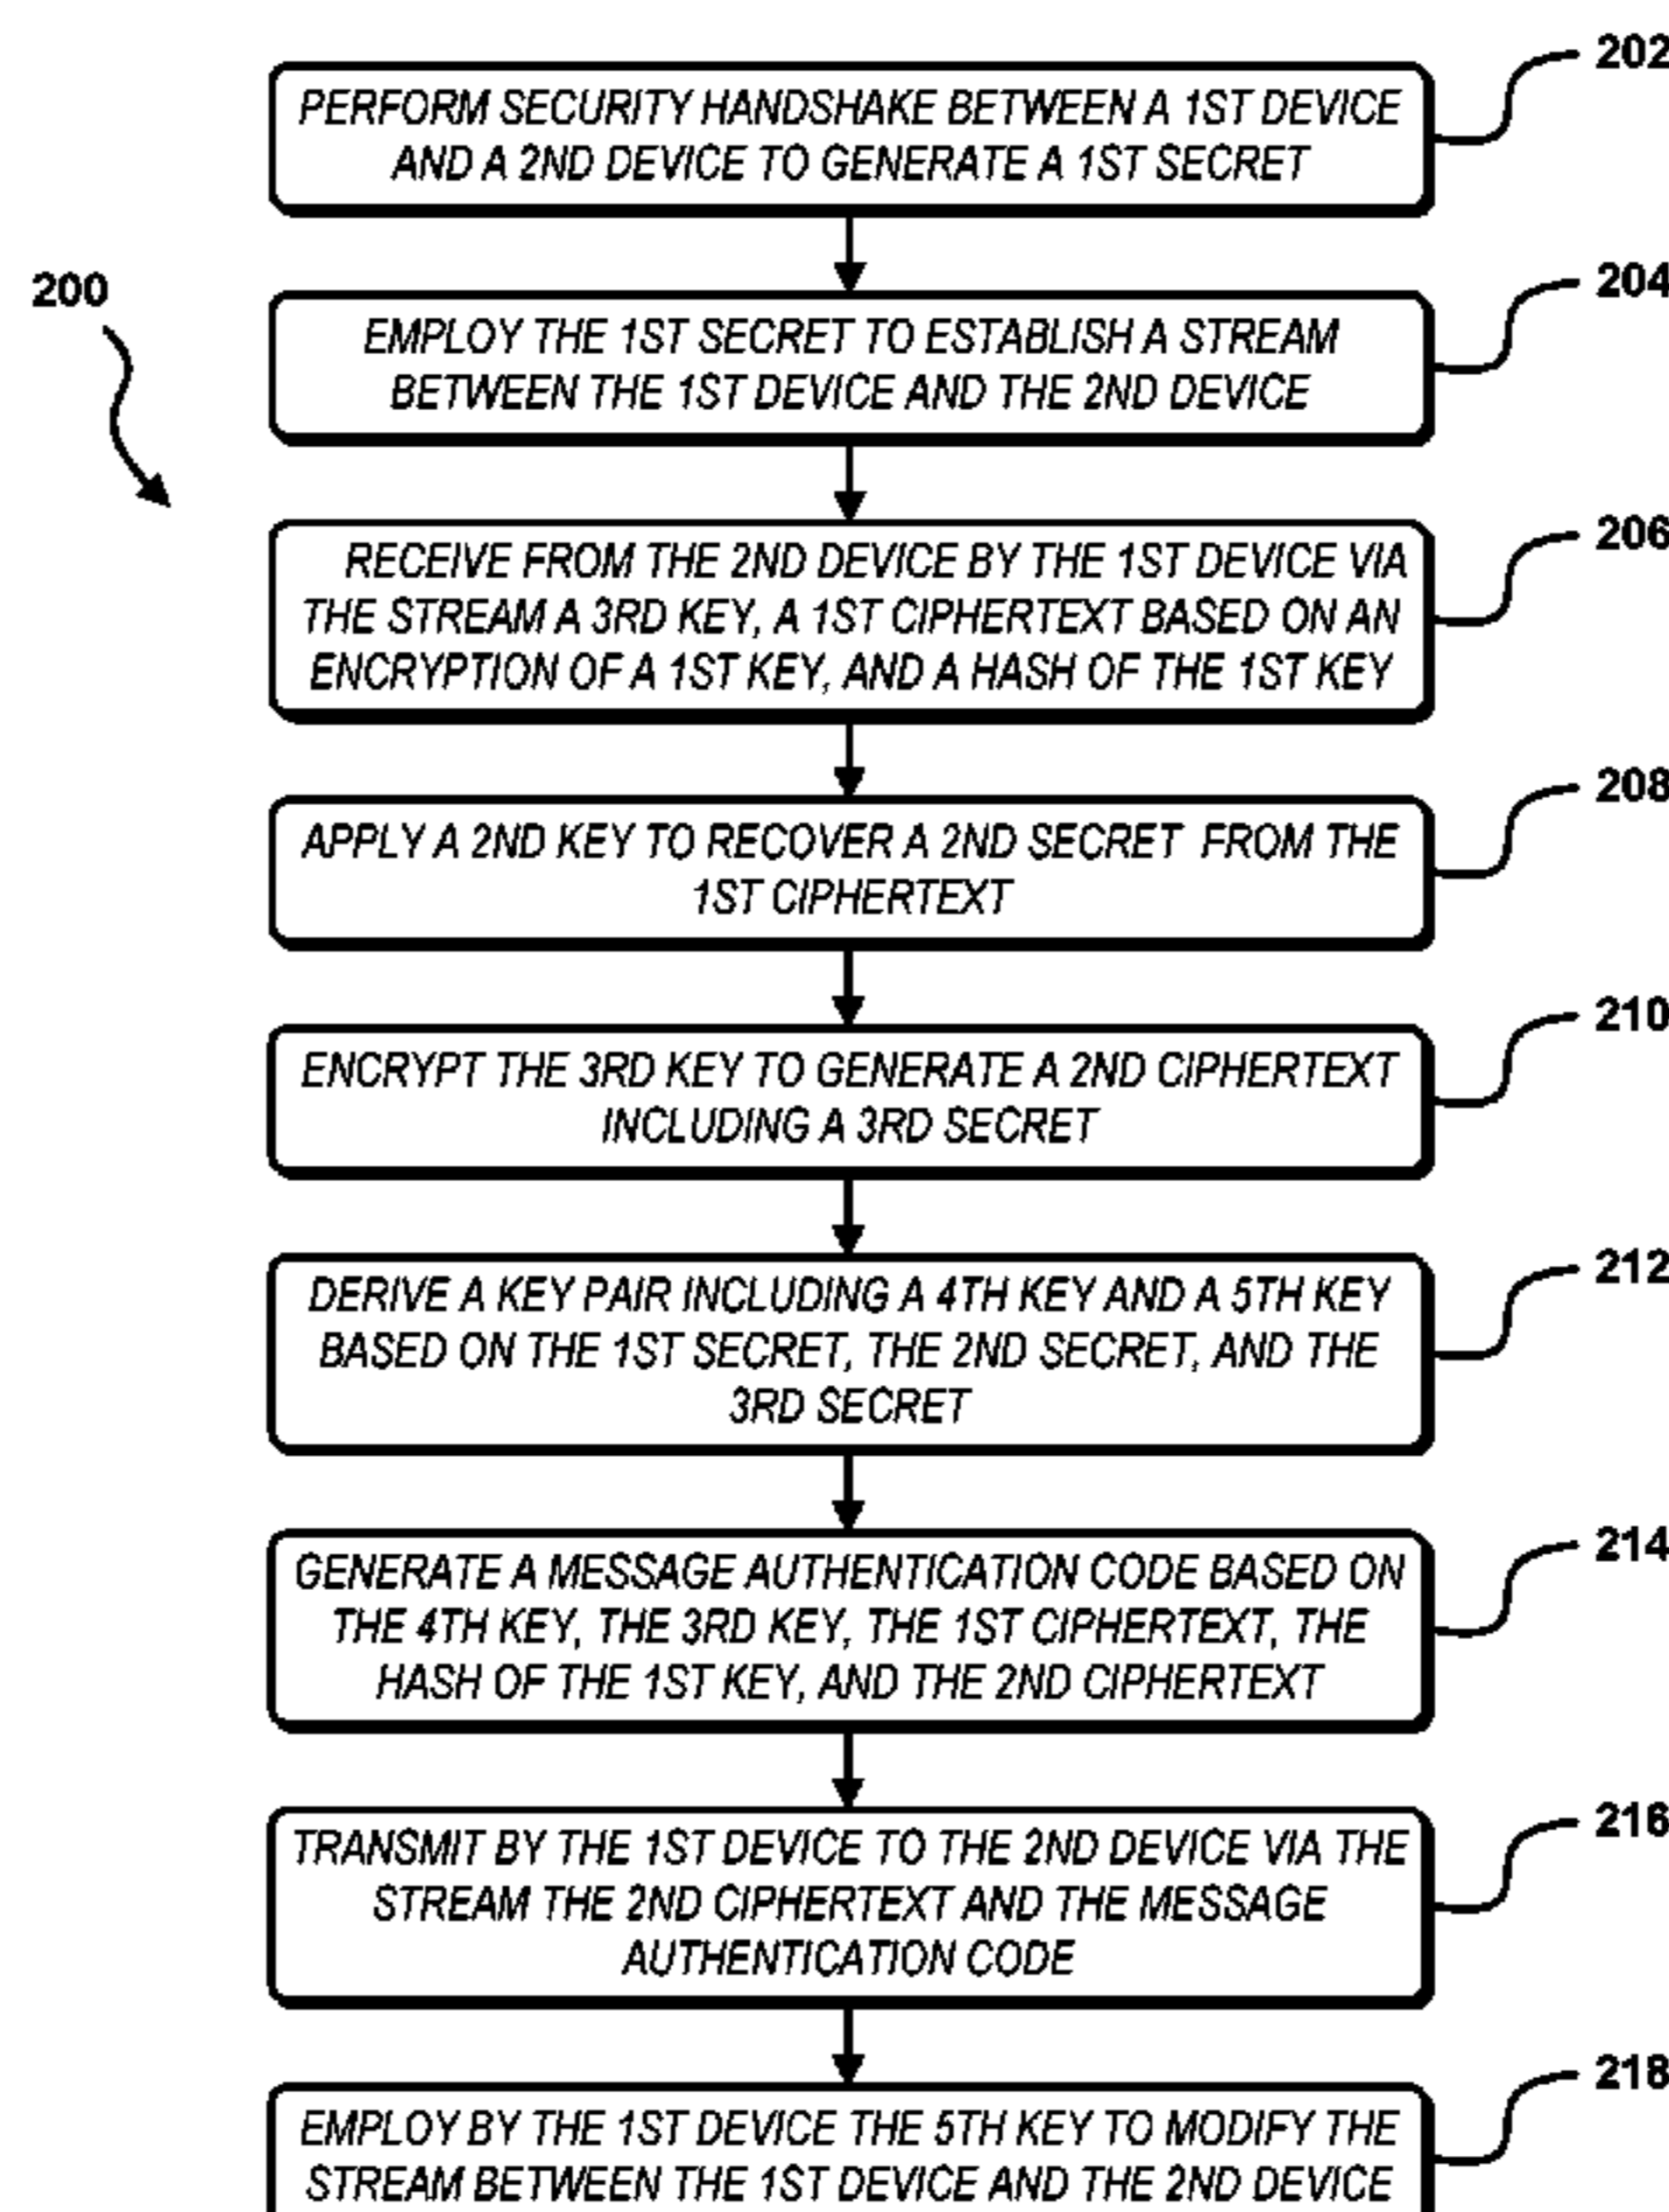 202
PERFORM SECURITY HANDSHAKE BETWEEN A 1ST DEVICE
AND A 2ND DEVICE TO GENERATE A 1ST SECRET
200
204
EMPLOY THE 1ST SECRET TO ESTABLISH A STREAM
BETWEEN THE 1ST DEVICE AND THE 2ND DEVICE
206
RECEIVE FROM THE 2ND DEVICE BY THE 1ST DEVICE VIA
THE STREAM A 3RD KEY, A 1ST CIPHERTEXT BASED ON AN
ENCRYPTION OF A 1ST KEY, AND A HASH OF THE 1ST KEY
208
APPLY A 2ND KEY TO RECOVER A 2ND SECRET FROM THE
1ST CIPHERTEXT
210
ENCRYPT THE 3RD KEY TO GENERATE A 2ND CIPHERTEXT
INCLUDING A 3RD SECRET
212
DERIVE A KEY PAIR INCLUDING A 4TH KEY AND A 5TH KEY
BASED ON THE 1ST SECRET, THE 2ND SECRET, AND THE
3RD SECRET
214
GENERATE A MESSAGE AUTHENTICATION CODE BASED ON
THE 4TH KEY, THE 3RD KEY, THE 1ST CIPHERTEXT, THE
HASH OF THE 1ST KEY, AND THE 2ND CIPHERTEXT
216
TRANSMIT BY THE 1ST DEVICE TO THE 2ND DEVICE VIA THE
STREAM THE 2ND CIPHERTEXT AND THE MESSAGE
AUTHENTICATION CODE
218
EMPLOY BY THE 1ST DEVICE THE 5TH KEY TO MODIFY THE
STREAM BETWEEN THE 1ST DEVICE AND THE 2ND DEVICE